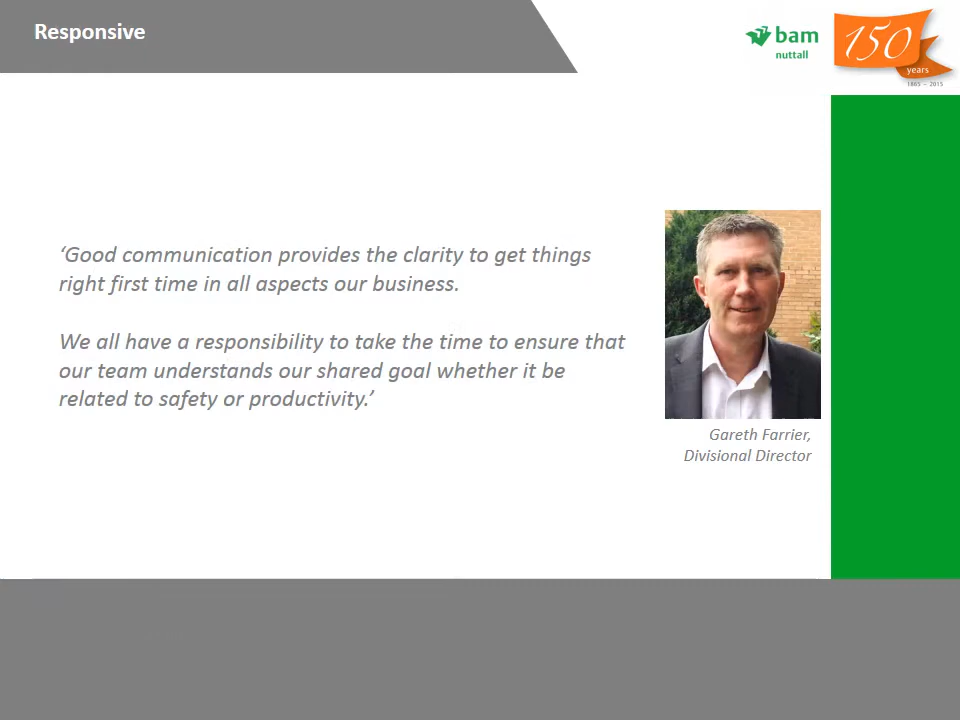 Responsive
bam
nuttall
150
years
1865 – 2015
‘Good communication provides the clarity to get things
right first time in all aspects our business.
We all have a responsibility to take the time to ensure that
our team understands our shared goal whether it be
related to safety or productivity.’
Gareth Farrier,
Divisional Director